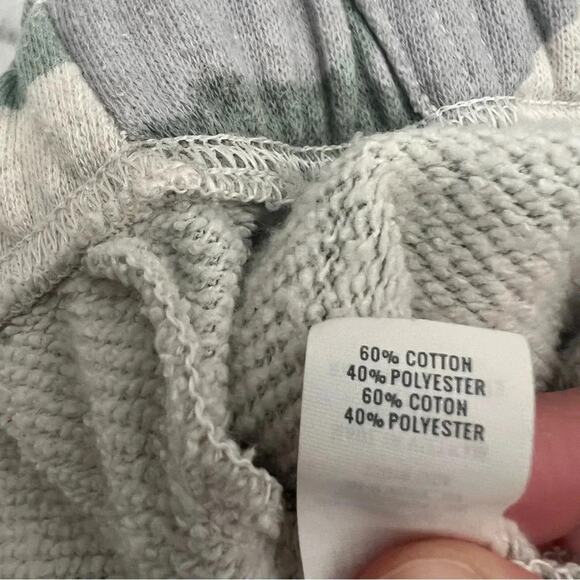 60% COTTON
40% POLYESTER
60% COTON
40% POLYESTER